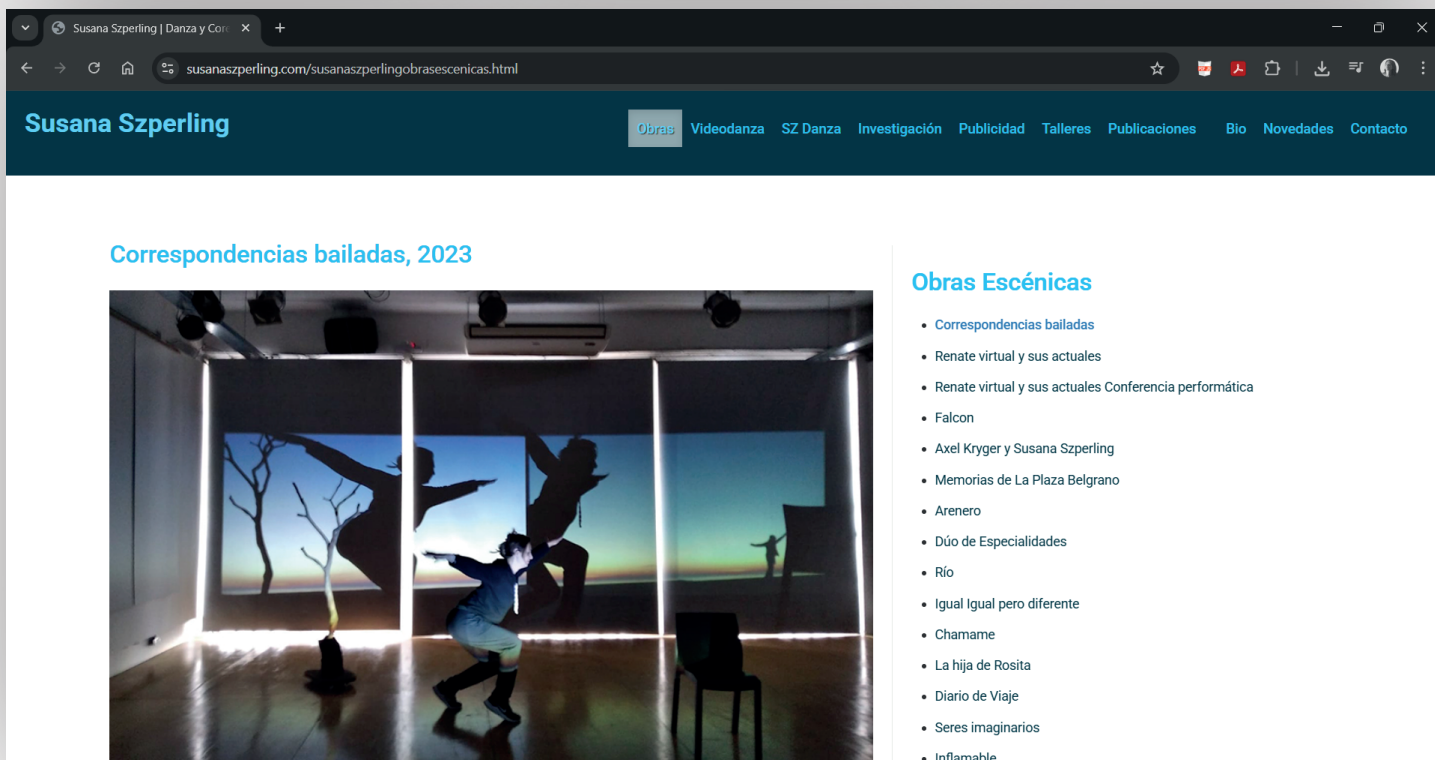 Susana Szperling | Danza y Core
susanaszperling.com/susanaszperlingobrasescenicas.html
Susana Szperling
Obras Videodanza SZ Danza Investigación Publicidad Talleres Publicaciones Bio Novedades Contacto
Correspondencias bailadas, 2023
Obras Escénicas
Correspondencias bailadas
Renate virtual y sus actuales
Renate virtual y sus actuales Conferencia performática
Falcon
Axel Kryger y Susana Szperling
Memorias de La Plaza Belgrano
Arenero
Dúo de Especialidades
Río
Igual Igual pero diferente
Chamame
La hija de Rosita
Diario de Viaje
Seres imaginarios
Inflamable